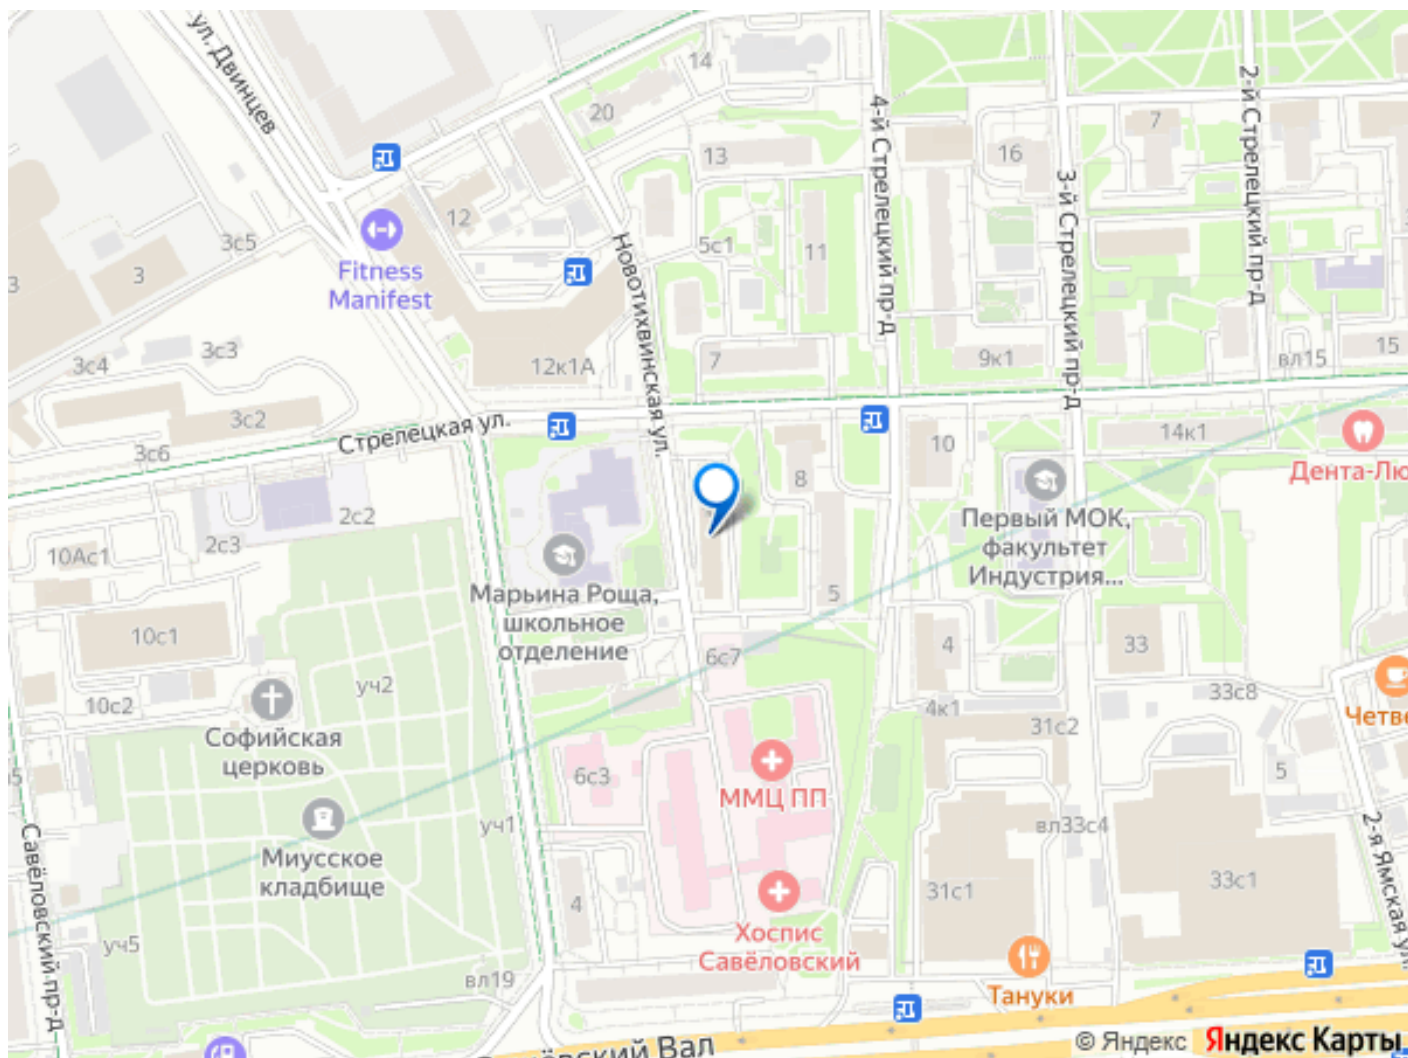 ул. Двинцев
14
20
4-й Стрелецкий пр-д
2-й Стрелецкий пр-д
7
13
16
3-й Стрелецкий пр-д
12
3с5
5с1
11
Новотихвинская ул.
3
3
Fitness
Manifest
3с3
3с4
12к1А
7
9к1
вл15
15
3с2
Стрелецкая ул.
3с6
10
14к1
8
Дента-Лю
2с2
2с3
10Ас1
Первый МОК,
факультет
Индустрия...
Марьина Роща,
школьное
отделение
5
10с1
4
33
6с7
уч2
10с2
33с8
4к1
31с2
Софийская
церковь
Четве
5
6с3
ММЦ ПП
уч1
вл33с4
2-я Ямская ул.
Савёловский пр-д
Миусское
кладбище
31с1
33с1
4
Хоспис
Савёловский
уч5
вл19
Тануки
© Яндекс
Яндекс Карты